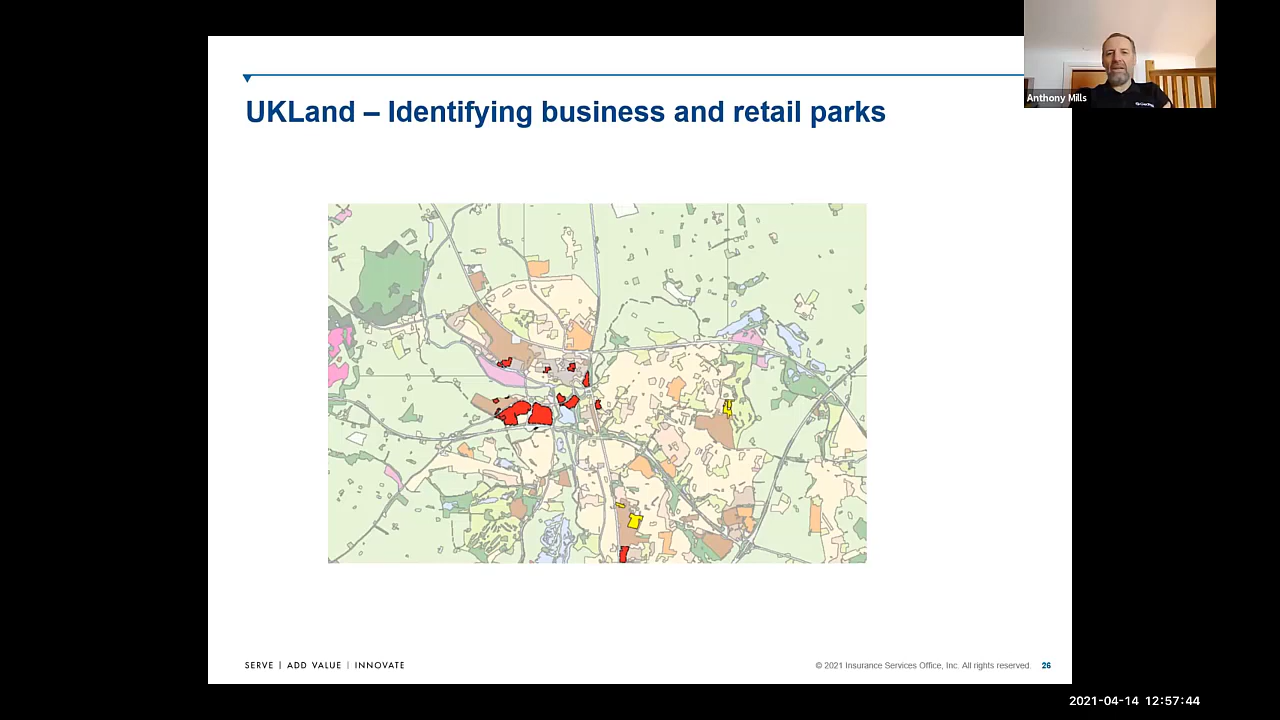 UKLand – Identifying business and retail parks
Anthony Mills
SERVE | ADD VALUE | INNOVATE
© 2021 Insurance Services Office, Inc. All rights reserved. 26
2021-04-14 12:57:44